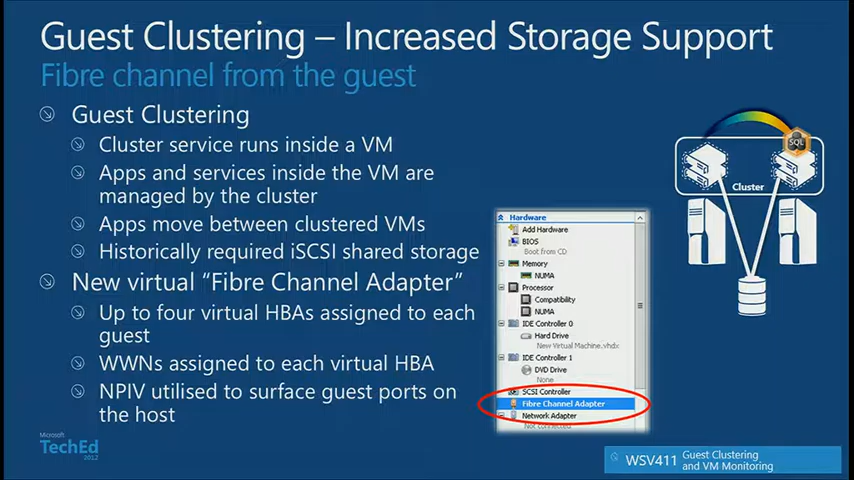 Guest Clustering – Increased Storage Support
Fibre channel from the guest
Guest Clustering
Cluster service runs inside a VM
Apps and services inside the VM are
managed by the cluster
Apps move between clustered VMs
Historically required iSCSI shared storage
New virtual “Fibre Channel Adapter”
Up to four virtual HBAs assigned to each
guest
WWNs assigned to each virtual HBA
NPIV utilised to surface guest ports on
the host
Hardware
Add Hardware
BIOS
Boot from CD
Memory
NUMA
Processor
Compatibility
NUMA
IDE Controller 0
Hard Drive
New Virtual Machine.vhdx
IDE Controller 1
DVD Drive
None
SCSI Controller
Fibre Channel Adapter
Network Adapter
Not connected
SQL
Cluster
Microsoft
TechEd
2012
WSV411
Guest Clustering
and VM Monitoring